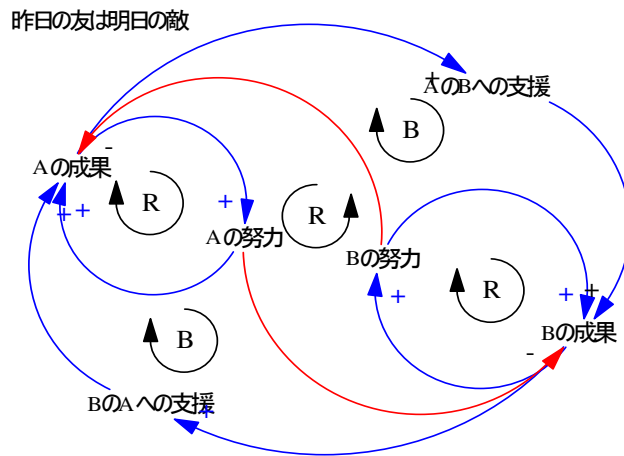 昨日の友は明日の敵
+
AのBへの支援
B
-
Aの成果
R
+
+
+
R
Aの努力
Bの努力
R
+
+
+
B
Bの成果
-
BのAへの支援
+